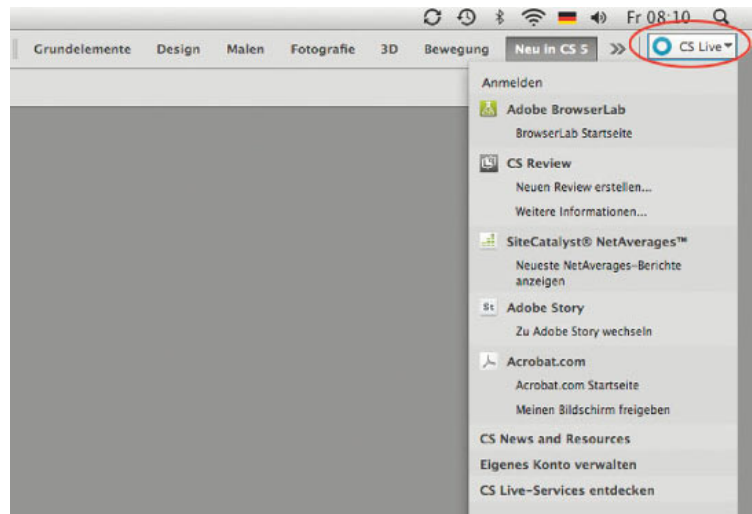 Fr 08:10
Grundelemente Design Malen Fotografie 3D Bewegung Neu in CS 5 >> CS Live
Anmelden
Adobe BrowserLab
BrowserLab Startseite
CS Review
Neuen Review erstellen...
Weitere Informationen...
SiteCatalyst® NetAverages™
Neueste NetAverages-Berichte
anzeigen
St Adobe Story
Zu Adobe Story wechseln
Acrobat.com
Acrobat.com Startseite
Meinen Bildschirm freigeben
CS News and Resources
Eigenes Konto verwalten
CS Live-Services entdecken